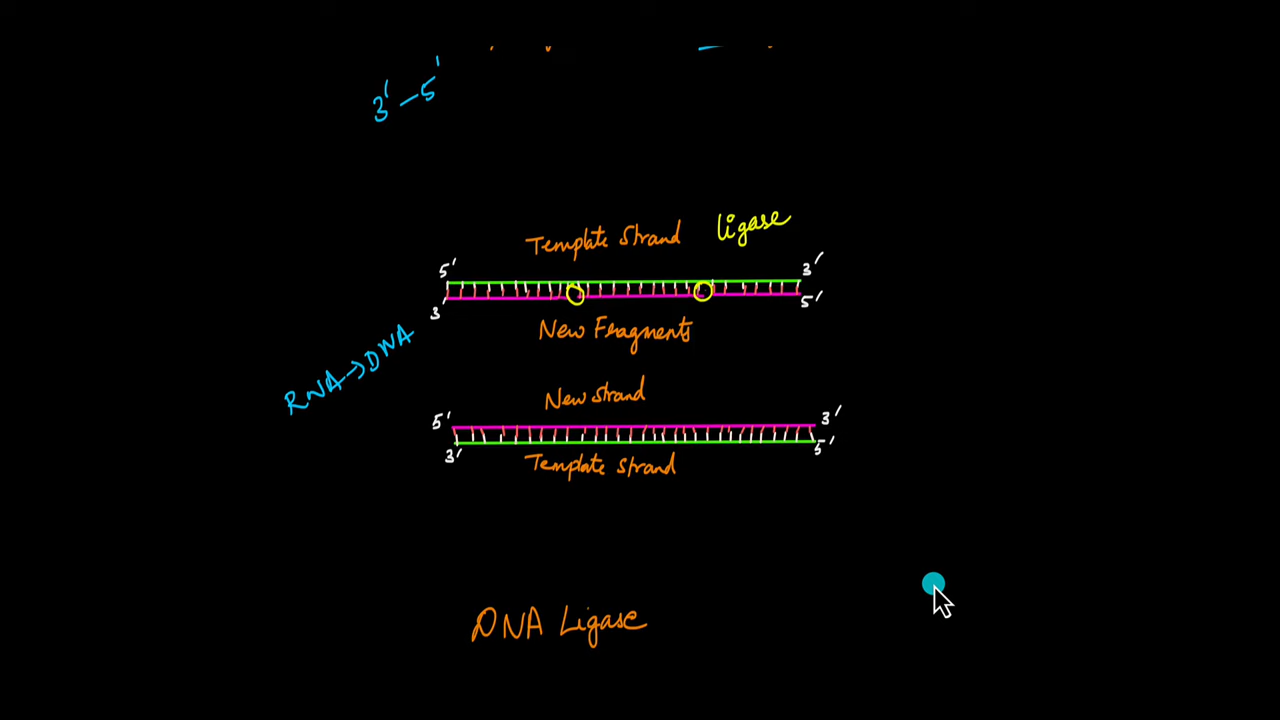 3'-5'
Template Strand ligase
5' 3'
3' 5'
New Fragments
RNA→DNA
New strand
5' 3'
3' 5'
Template strand
DNA Ligase